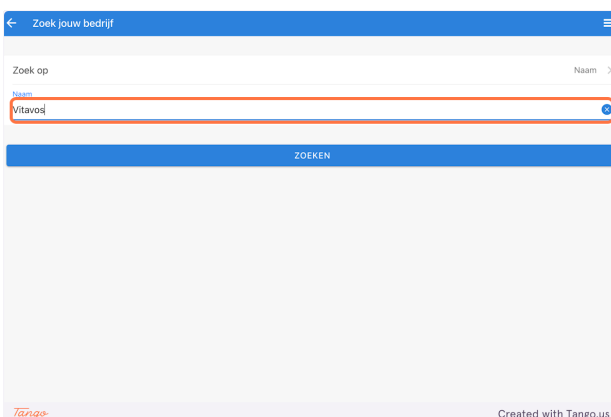 Zoek jouw bedrijf
Zoek op Naam
Naam
Vitavos
ZOEKEN
Tango Created with Tango.us